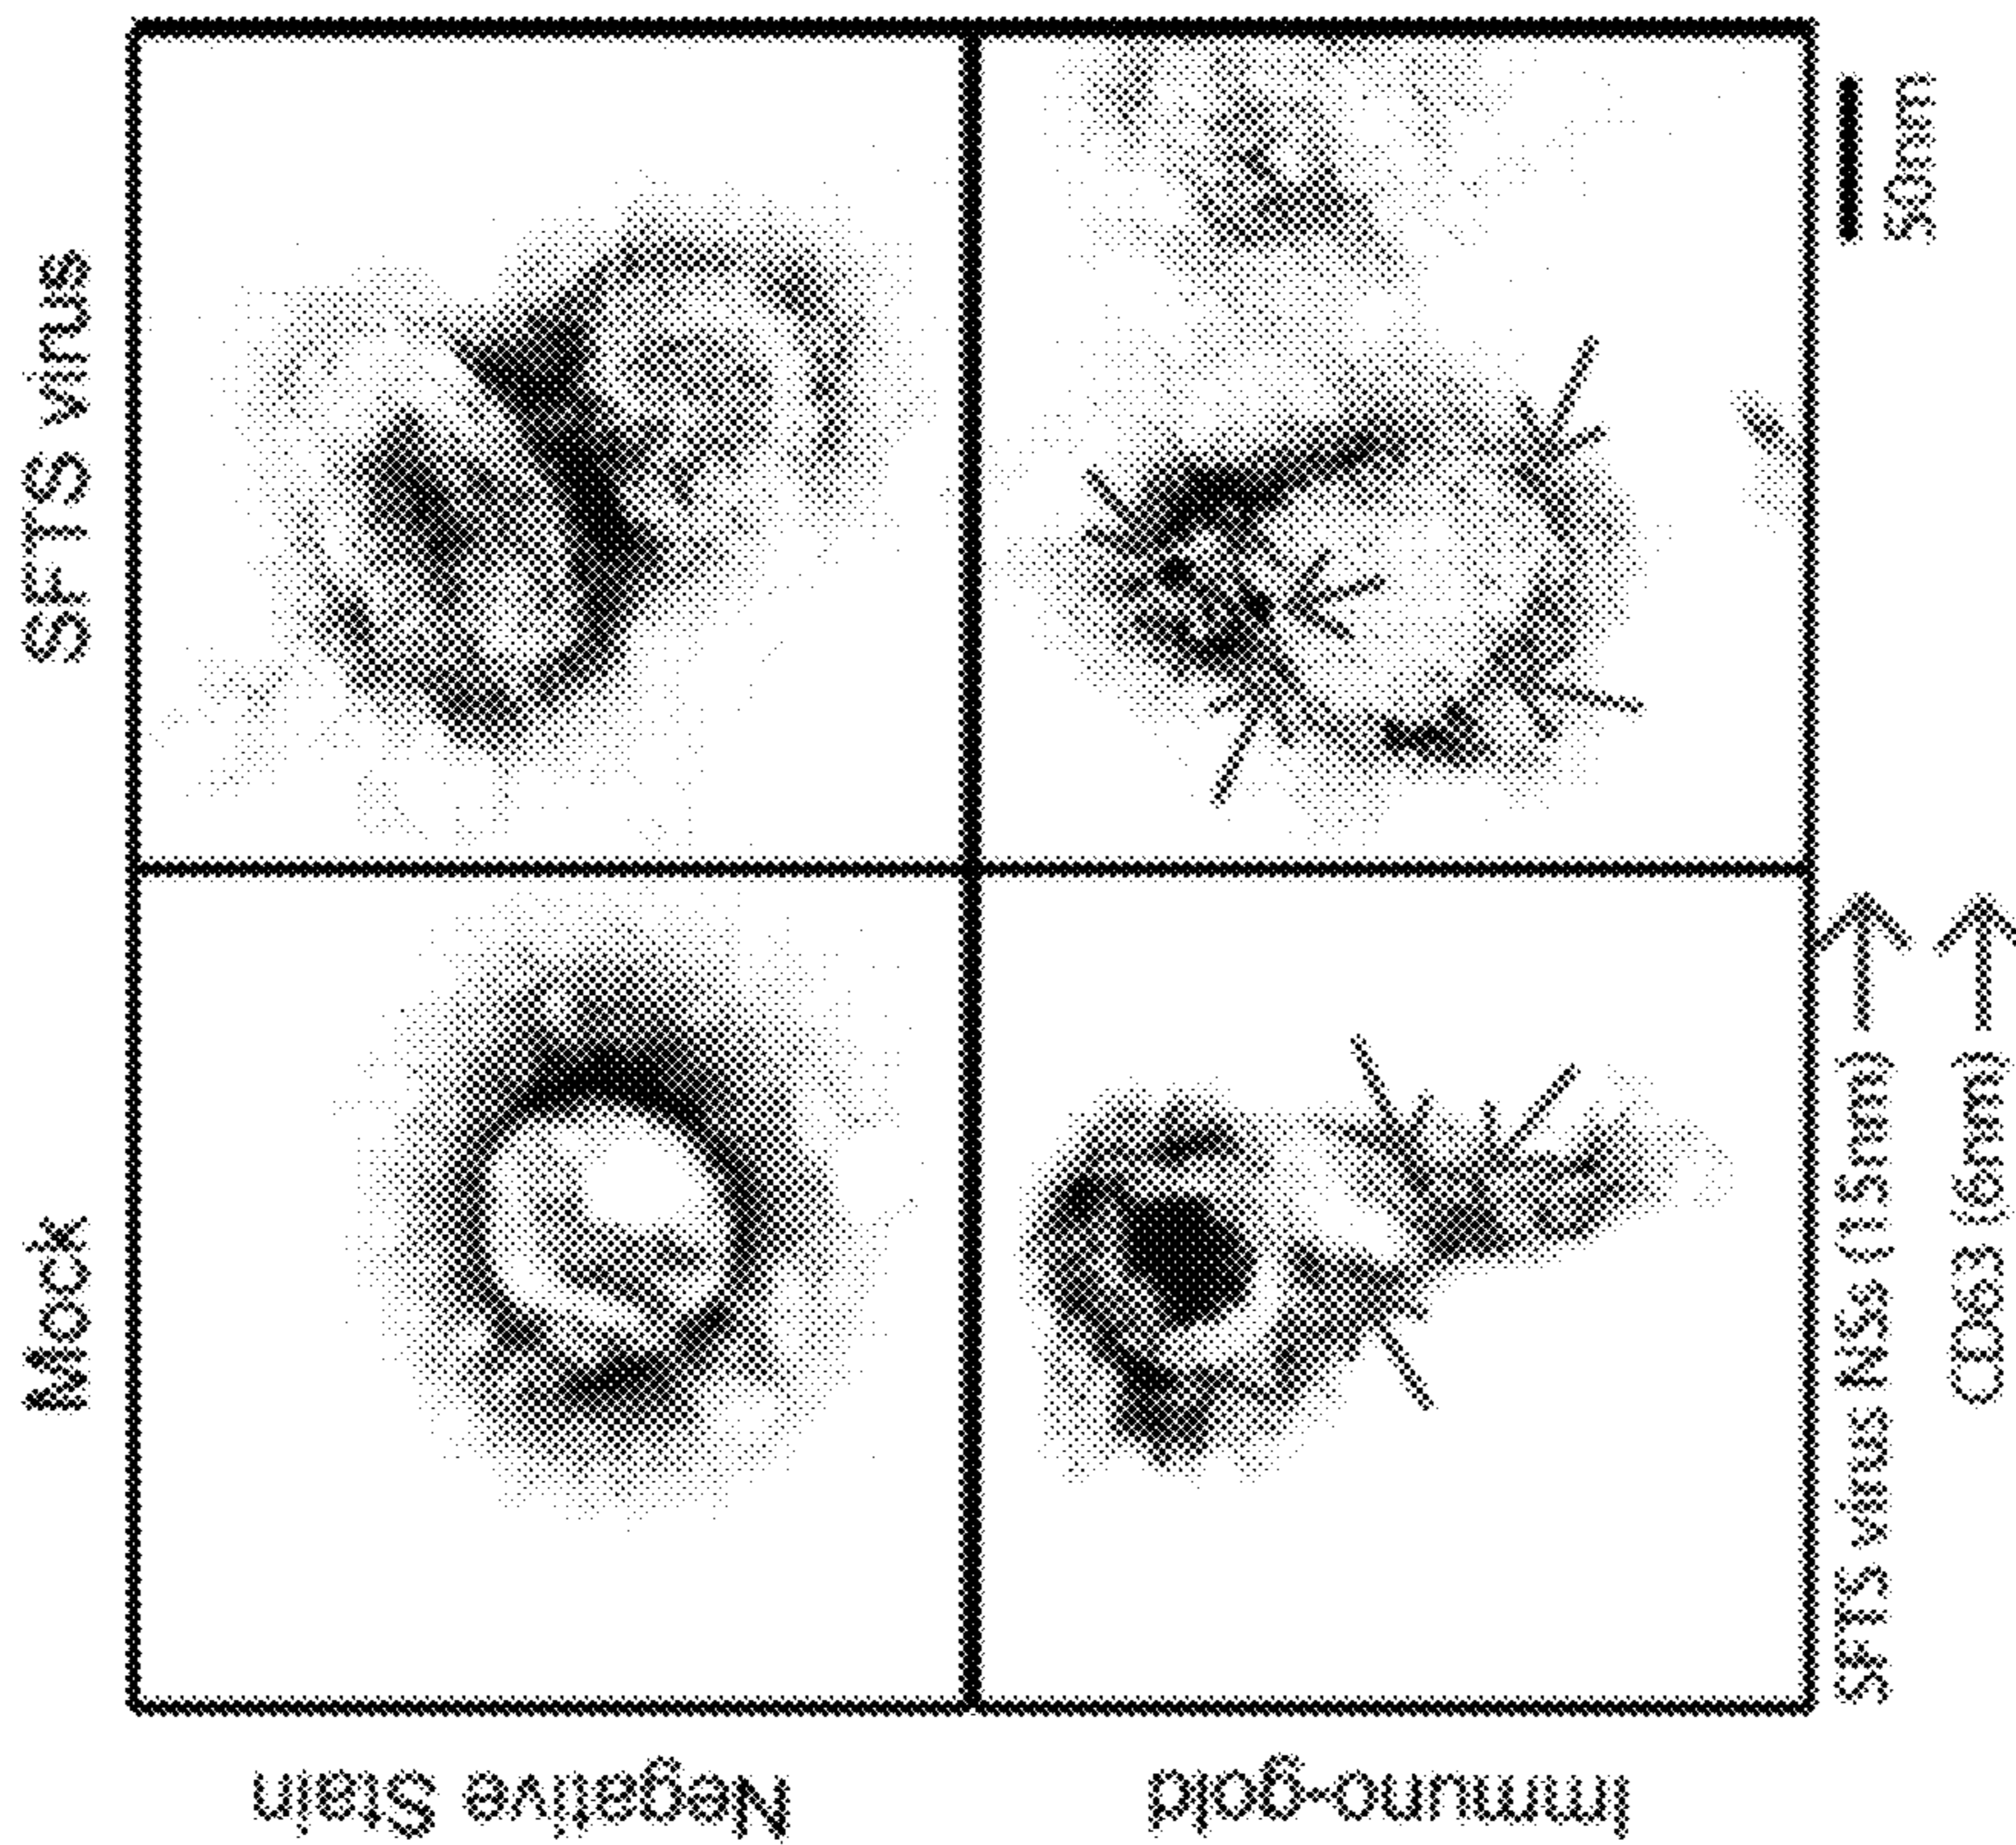 Mock
SFTS virus
Negative Stain
Immuno-gold
SFTS virus NSs (15nm)
CD63 (6nm)
50nm